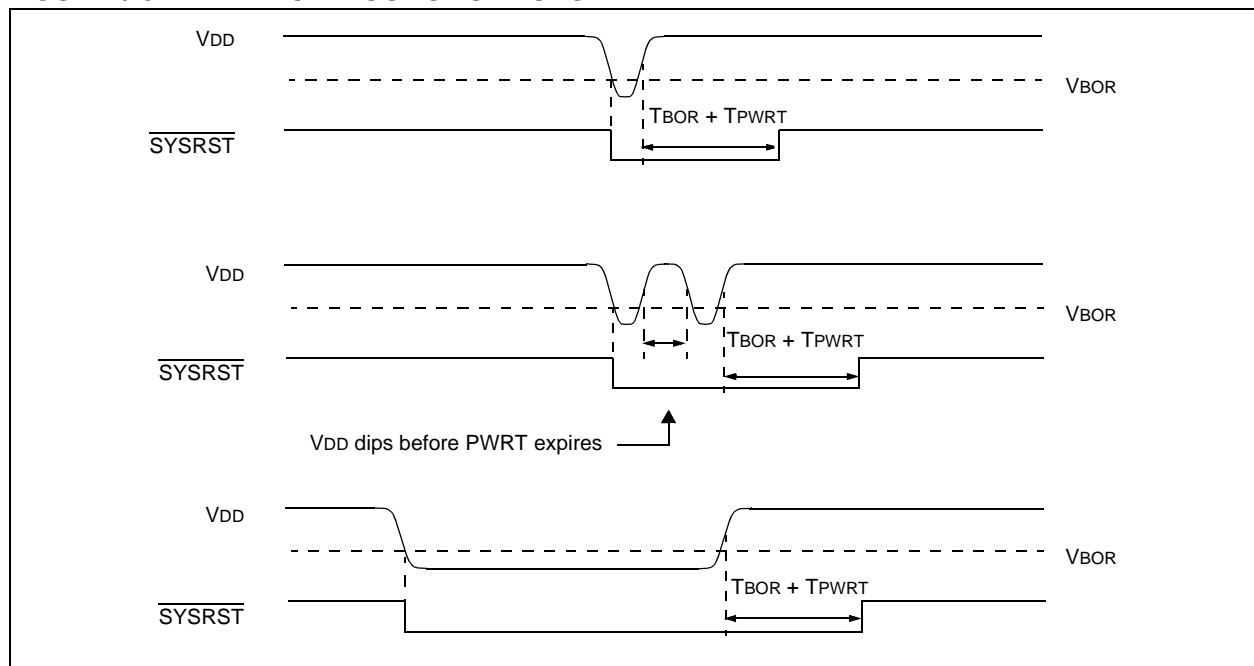 VDD
VBOR
TBOR + TPWRT
SYSRST
VDD
VBOR
TBOR + TPWRT
SYSRST
VDD dips before PWRT expires
VDD
VBOR
TBOR + TPWRT
SYSRST